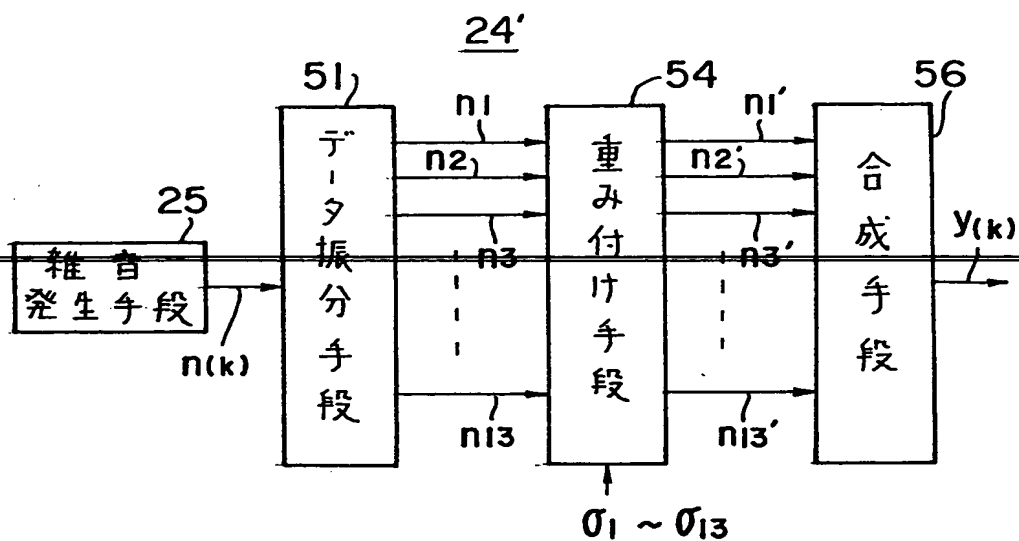 24′
51
54
56
25
雑音
発生手段
n(k)
データ振分手段
n1
n2
n3
n13
重み付け手段
σ1 ~ σ13
n1′
n2′
n3′
n13′
合成手段
y(k)